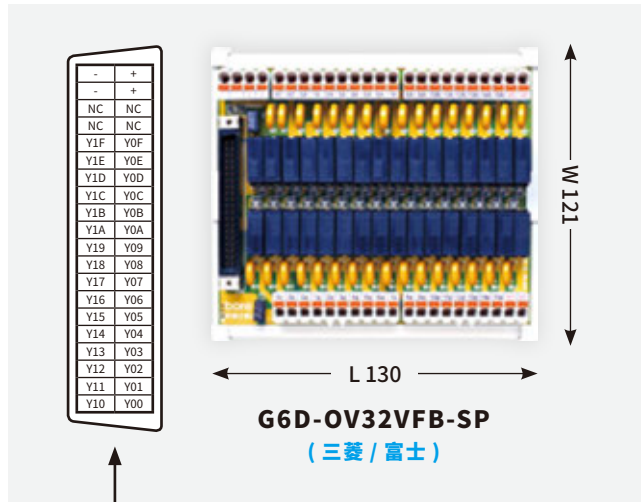 - +
- +
NC NC
NC NC
Y1F Y0F
Y1E Y0E
Y1D Y0D
Y1C Y0C
Y1B Y0B
Y1A Y0A
Y19 Y09
Y18 Y08
Y17 Y07
Y16 Y06
Y15 Y05
Y14 Y04
Y13 Y03
Y12 Y02
Y11 Y01
Y10 Y00
W 121
L 130
G6D-OV32VFB-SP
( 三菱 / 富士 )